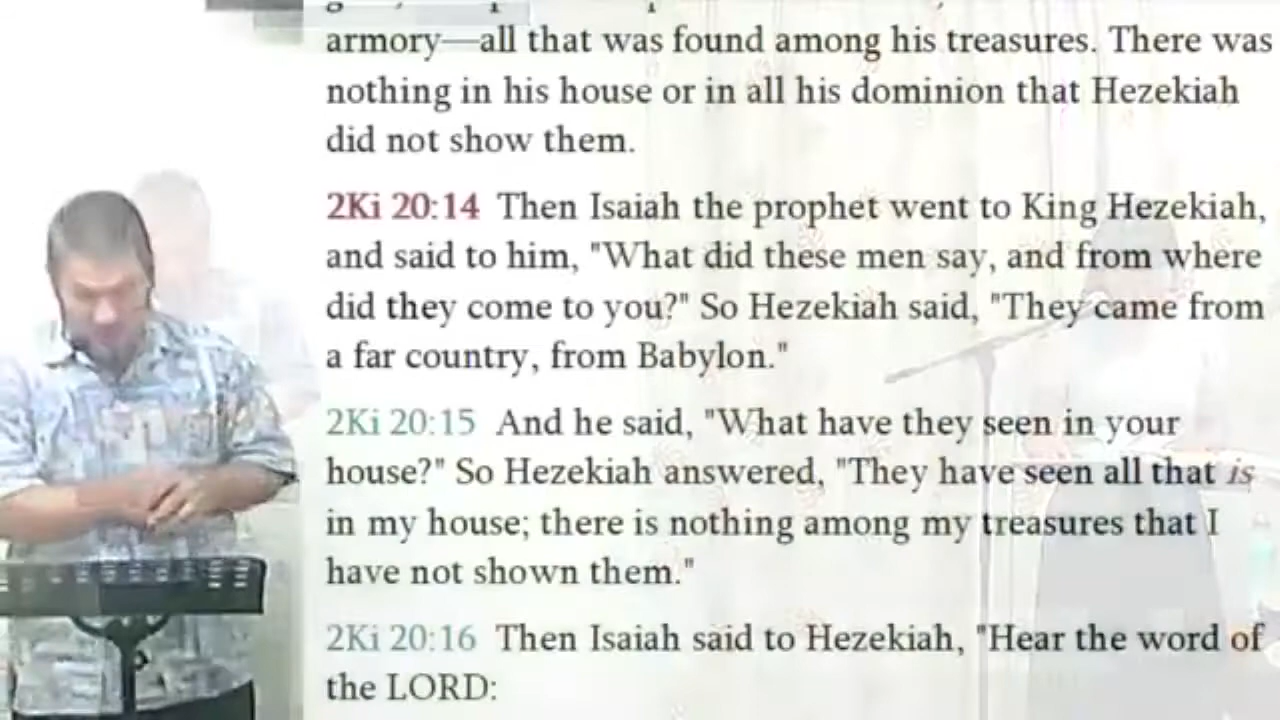 armory—all that was found among his treasures. There was
nothing in his house or in all his dominion that Hezekiah
did not show them.
2Ki 20:14 Then Isaiah the prophet went to King Hezekiah,
and said to him, "What did these men say, and from where
did they come to you?" So Hezekiah said, "They came from
a far country, from Babylon."
2Ki 20:15 And he said, "What have they seen in your
house?" So Hezekiah answered, "They have seen all that is
in my house; there is nothing among my treasures that I
have not shown them."
2Ki 20:16 Then Isaiah said to Hezekiah, "Hear the word of
the LORD: